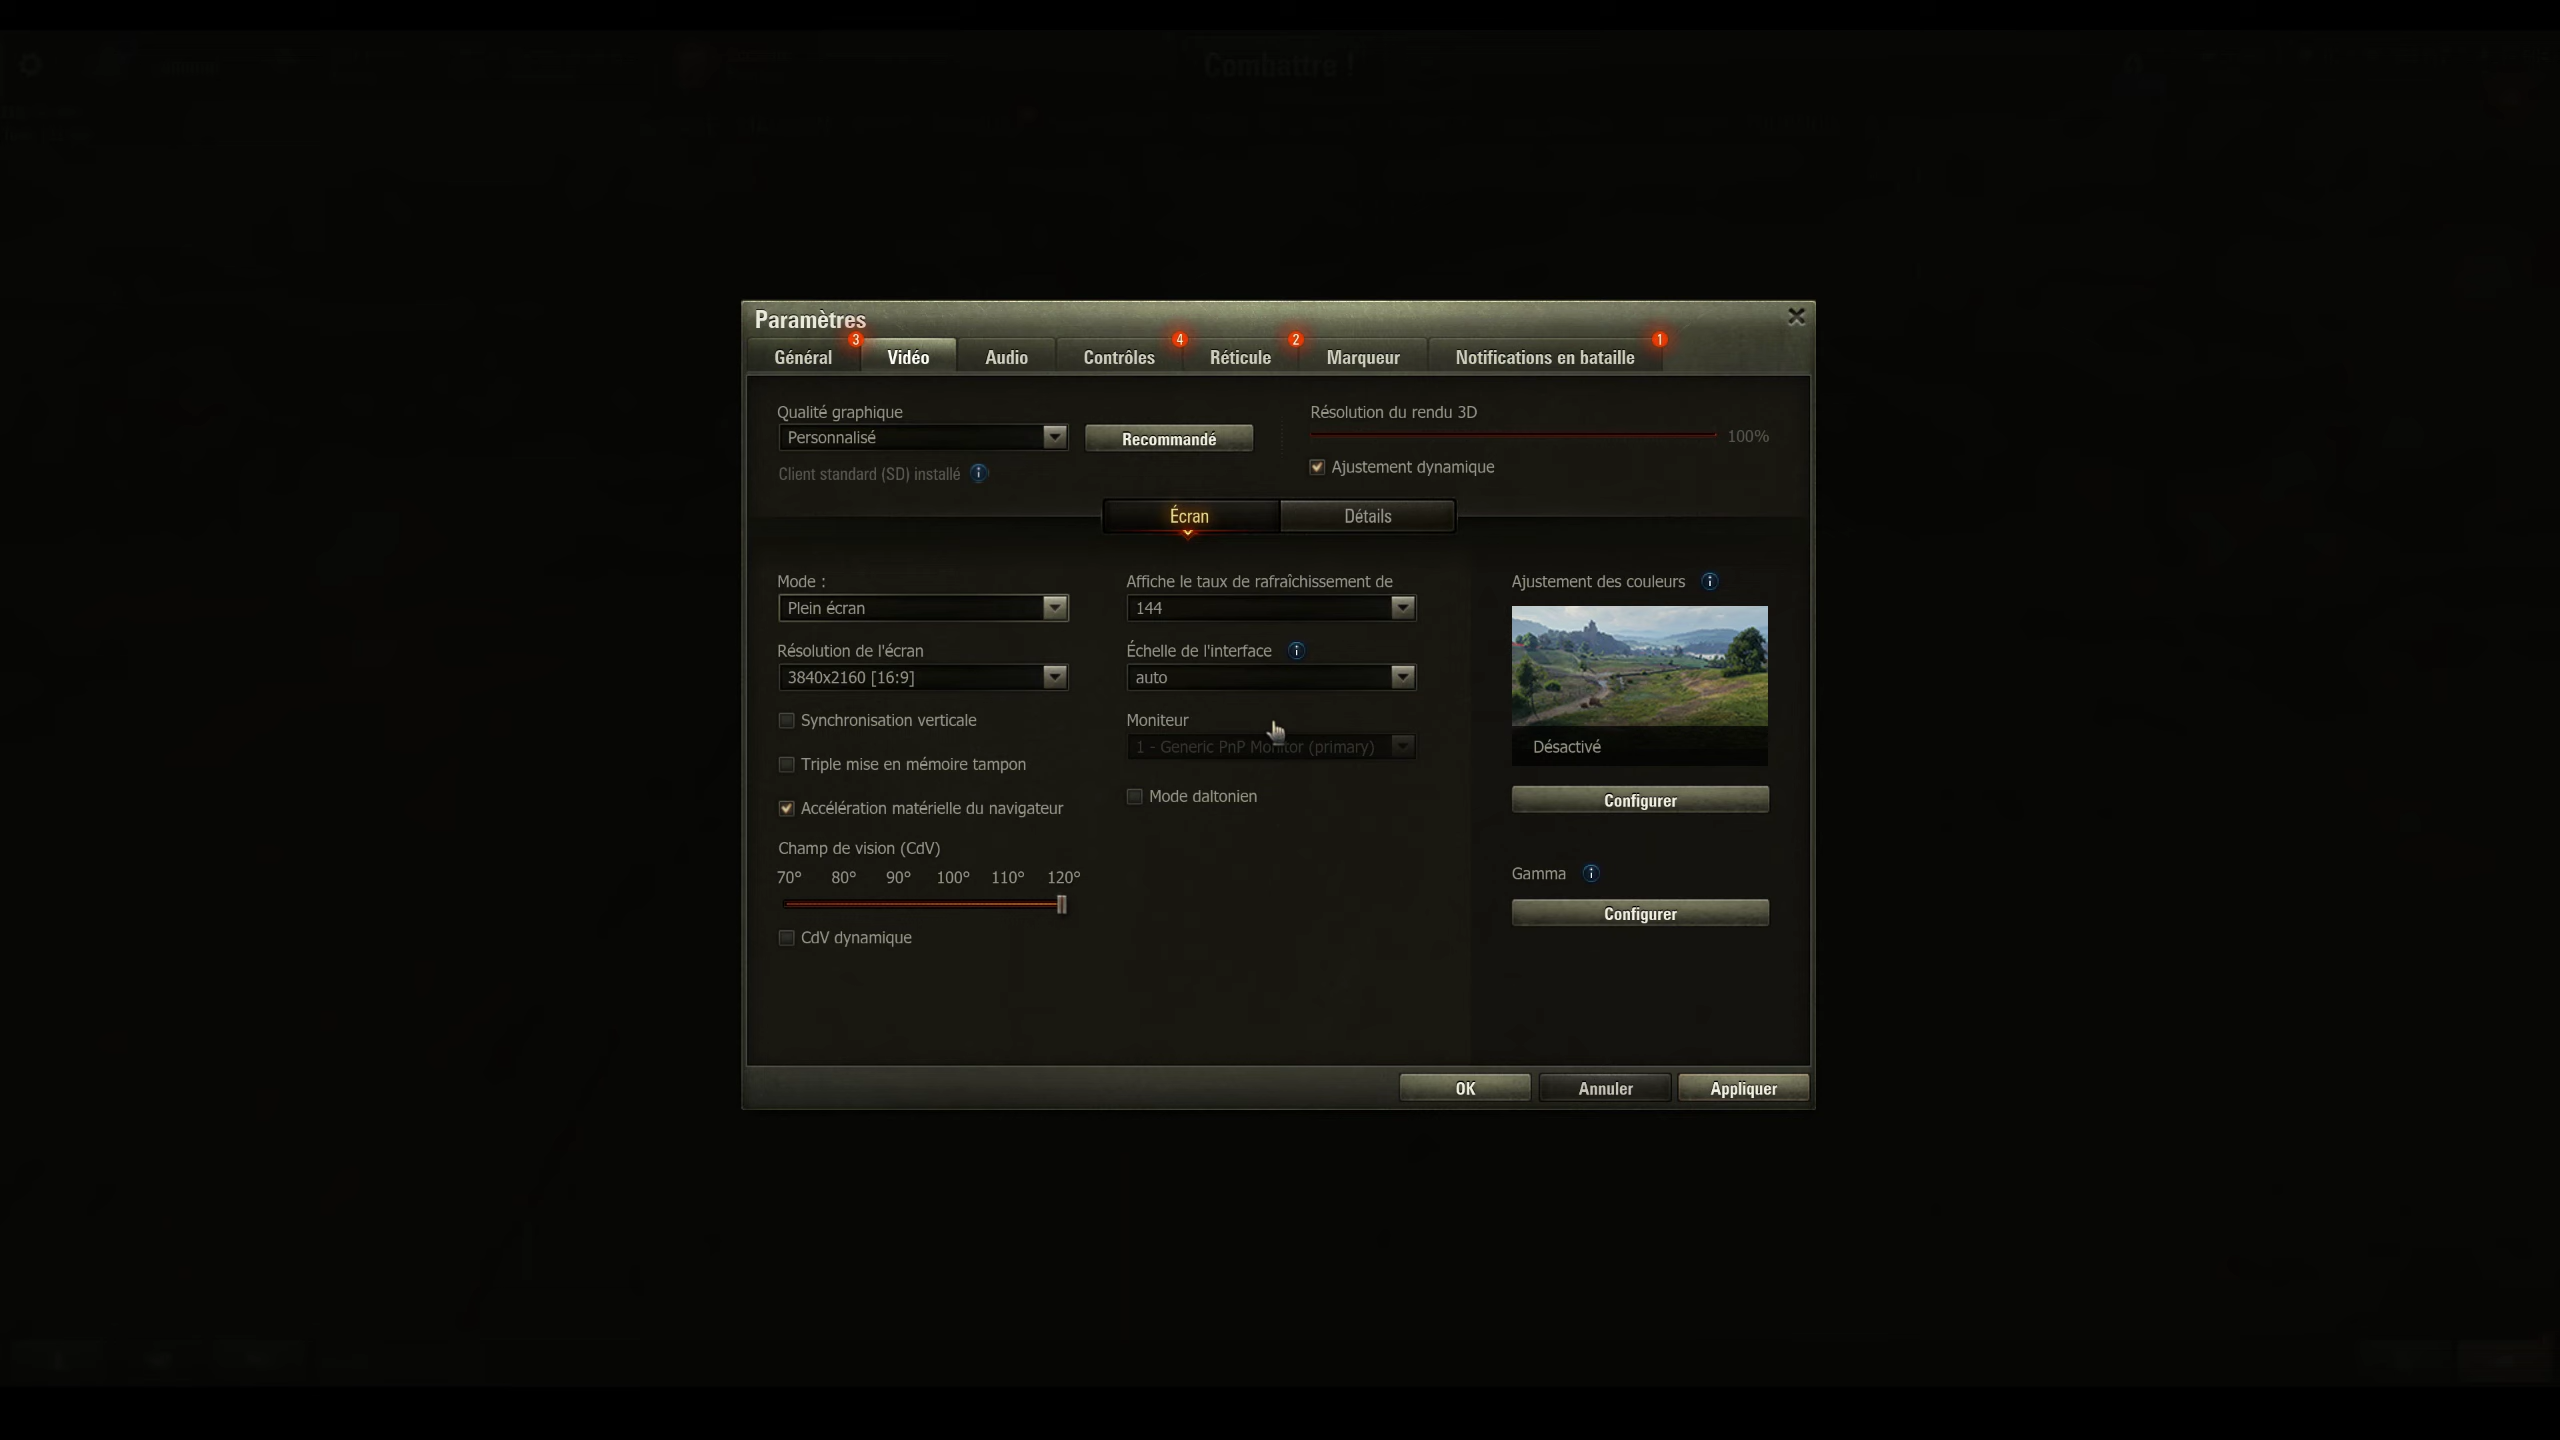 Combattre !
Paramètres
Général 3
Vidéo
Audio
Contrôles 4
Réticule 2
Marqueur
Notifications en bataille 1
Qualité graphique
Personnalisé
Recommandé
Client standard (SD) installé
Résolution du rendu 3D
100%
Ajustement dynamique
Écran
Détails
Mode :
Plein écran
Résolution de l'écran
3840x2160 [16:9]
Synchronisation verticale
Triple mise en mémoire tampon
Accélération matérielle du navigateur
Champ de vision (CdV)
70° 80° 90° 100° 110° 120°
CdV dynamique
Affiche le taux de rafraîchissement de
144
Échelle de l'interface
auto
Moniteur
1 - Generic PnP Monitor (primary)
Mode daltonien
Ajustement des couleurs
Désactivé
Configurer
Gamma
Configurer
OK
Annuler
Appliquer